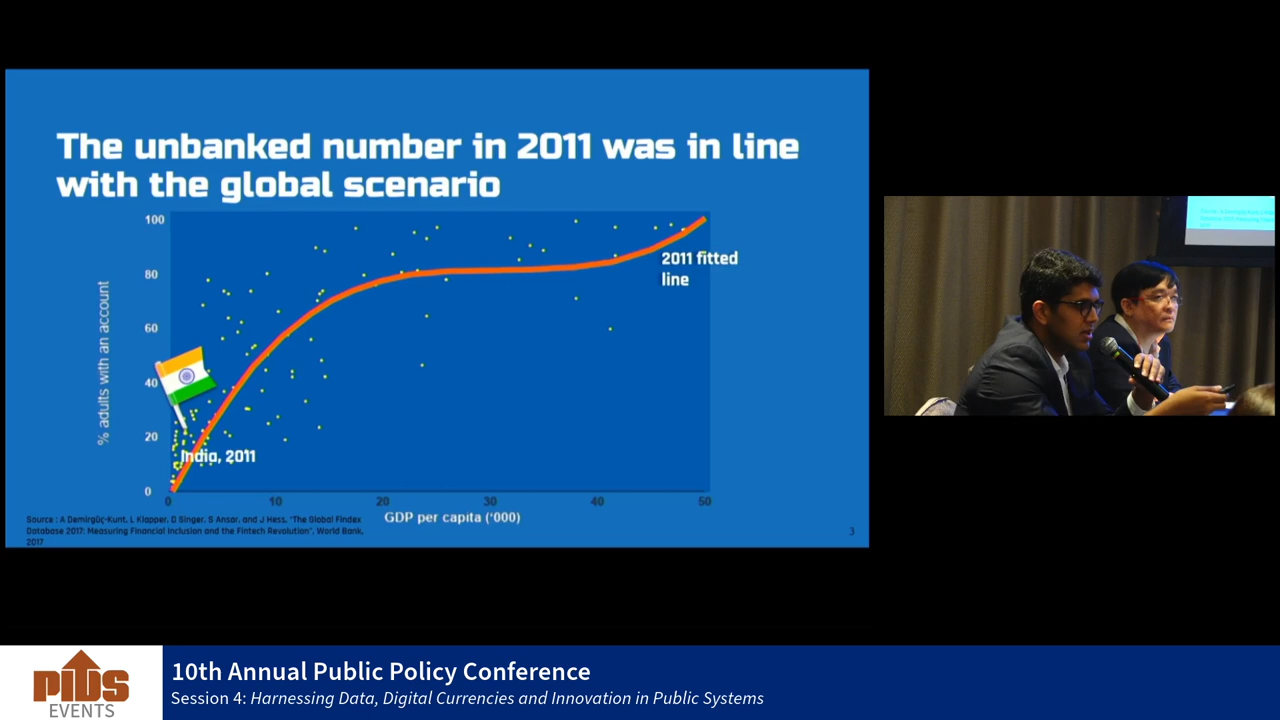 The unbanked number in 2011 was in line
with the global scenario
100
80
60
40
20
0
% adults with an account
2011 fitted
line
India, 2011
0
10
20
30
40
50
GDP per capita ('000)
Source : A Demirgüç-Kunt, L Klapper, D Singer, S Ansar, and J Hess, "The Global Findex
Database 2017: Measuring Financial Inclusion and the Fintech Revolution", World Bank,
2017
3
PIDS
EVENTS
10th Annual Public Policy Conference
Session 4: Harnessing Data, Digital Currencies and Innovation in Public Systems